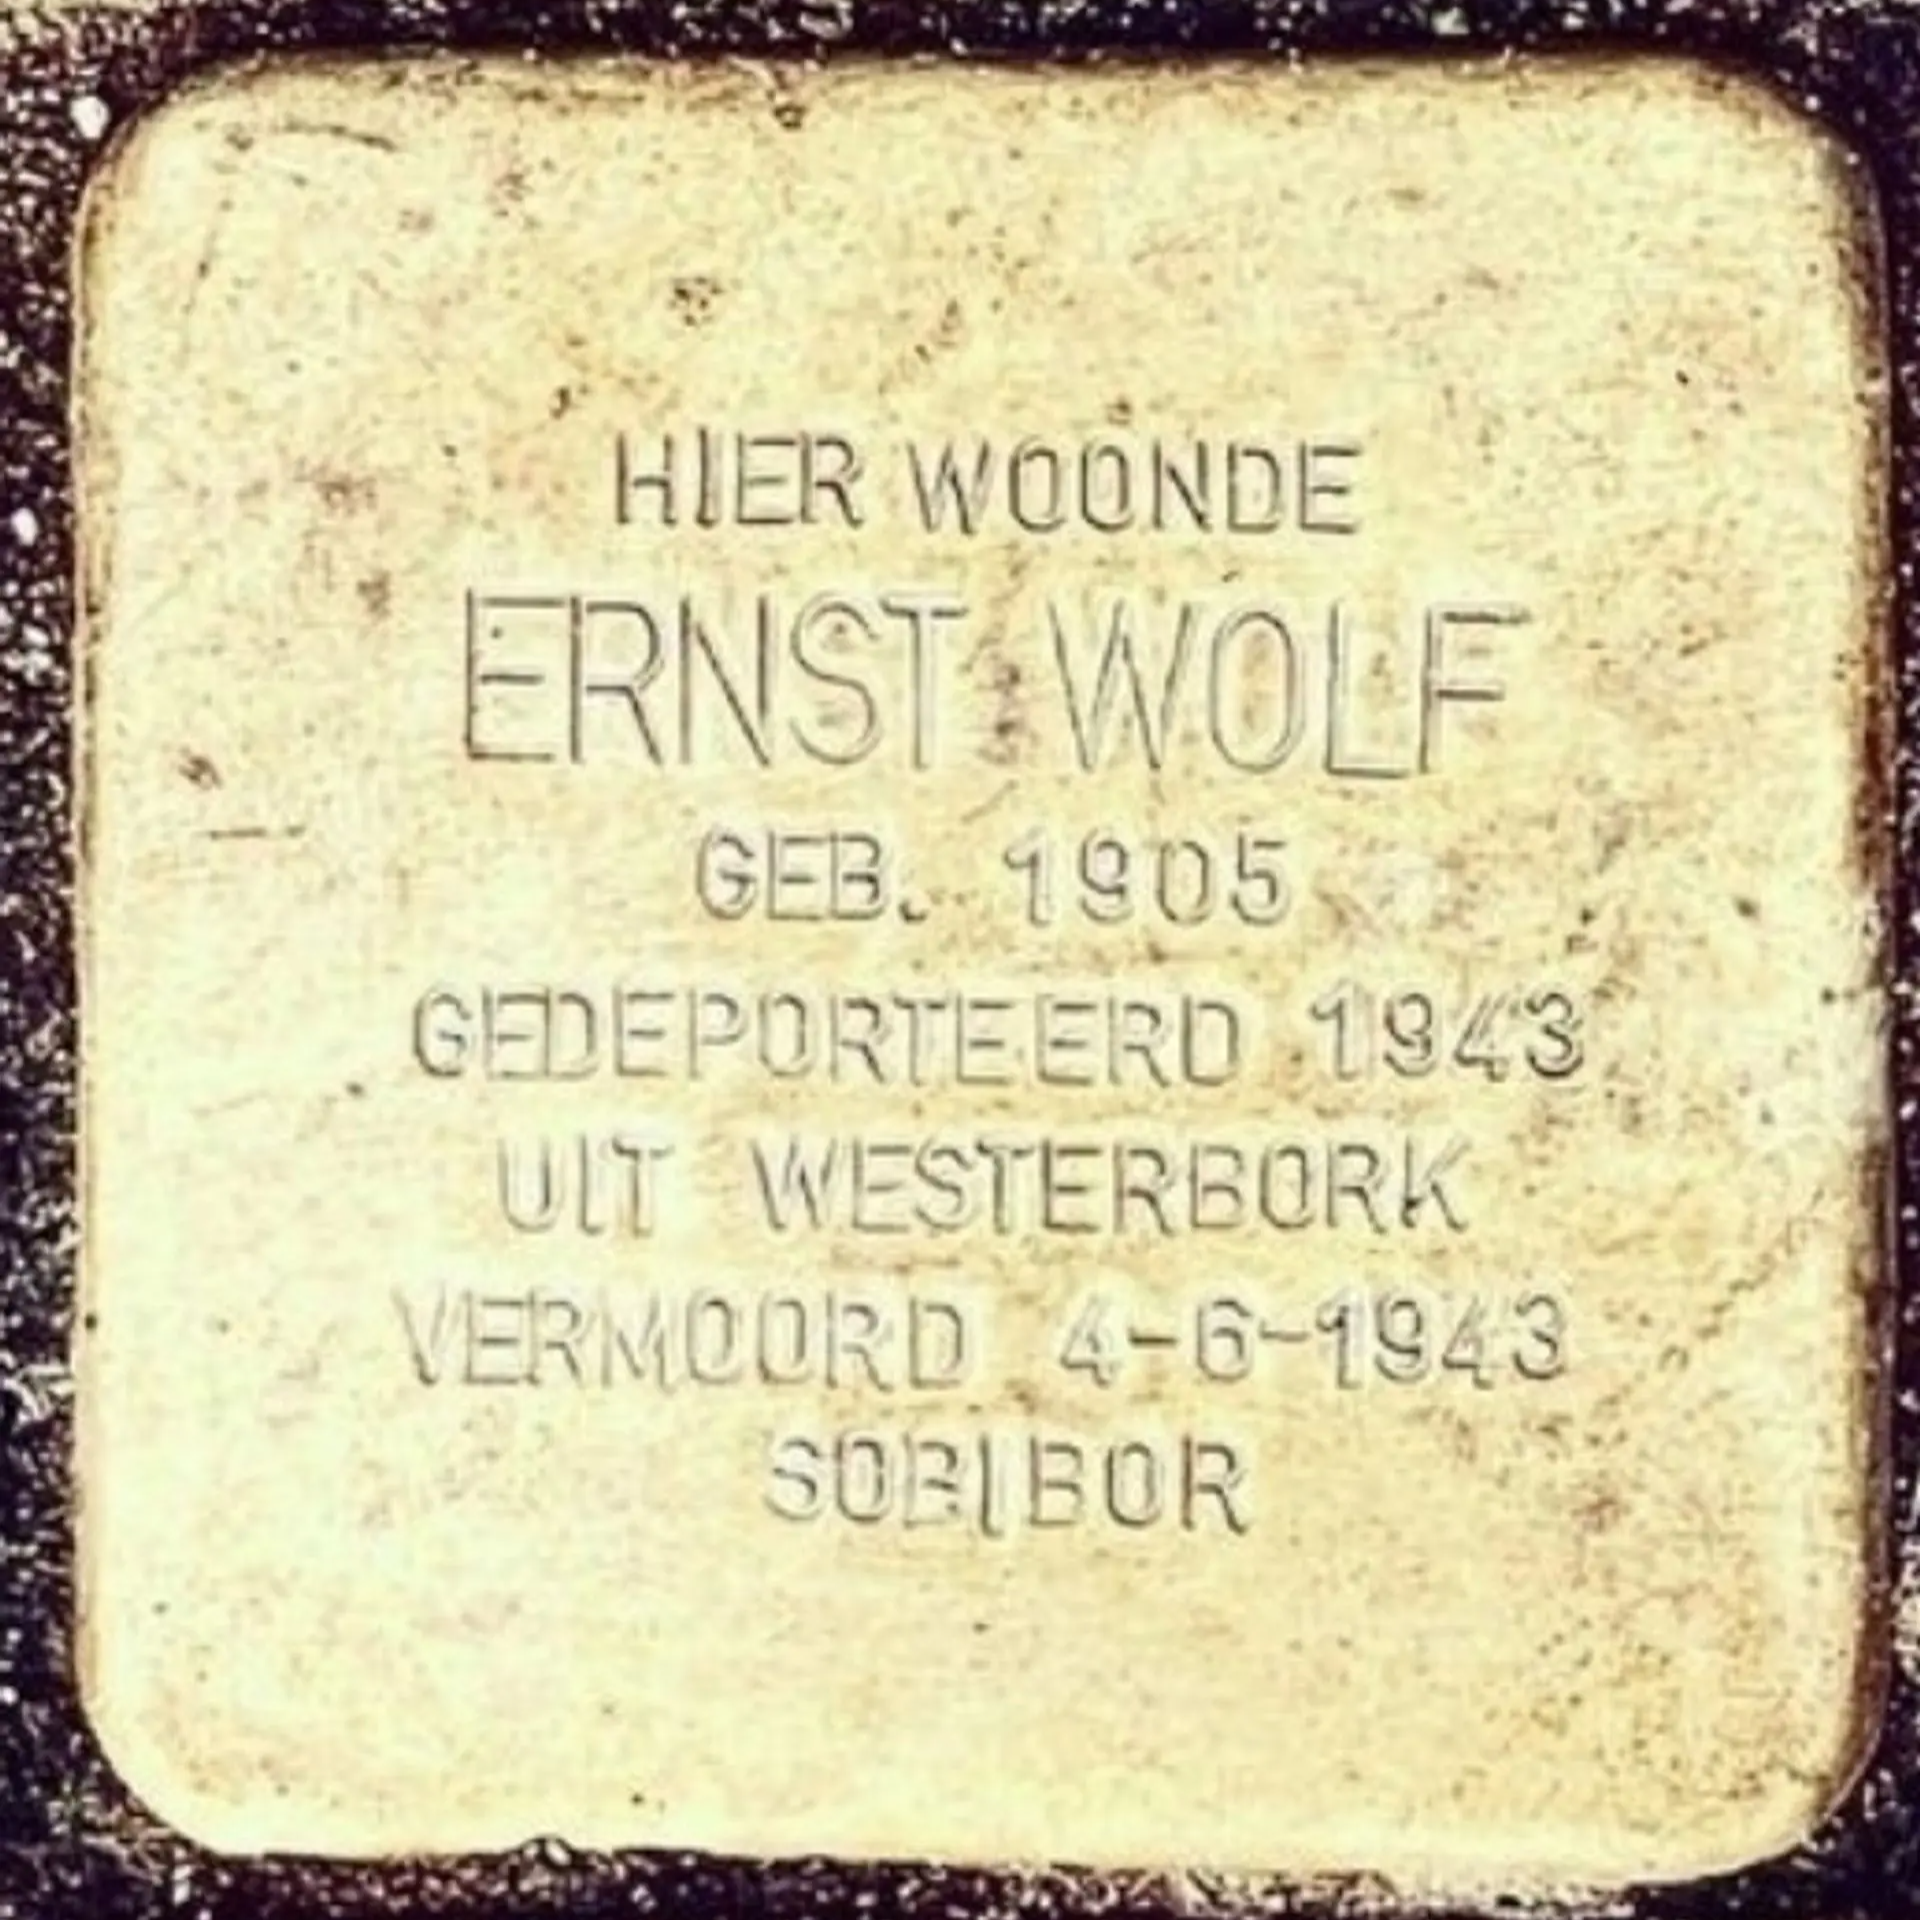 HIER WOONDE
ERNST WOLF
GEB. 1905
GEDEPORTEERD 1943
UIT WESTERBORK
VERMOORD 4-6-1943
SOBIBOR